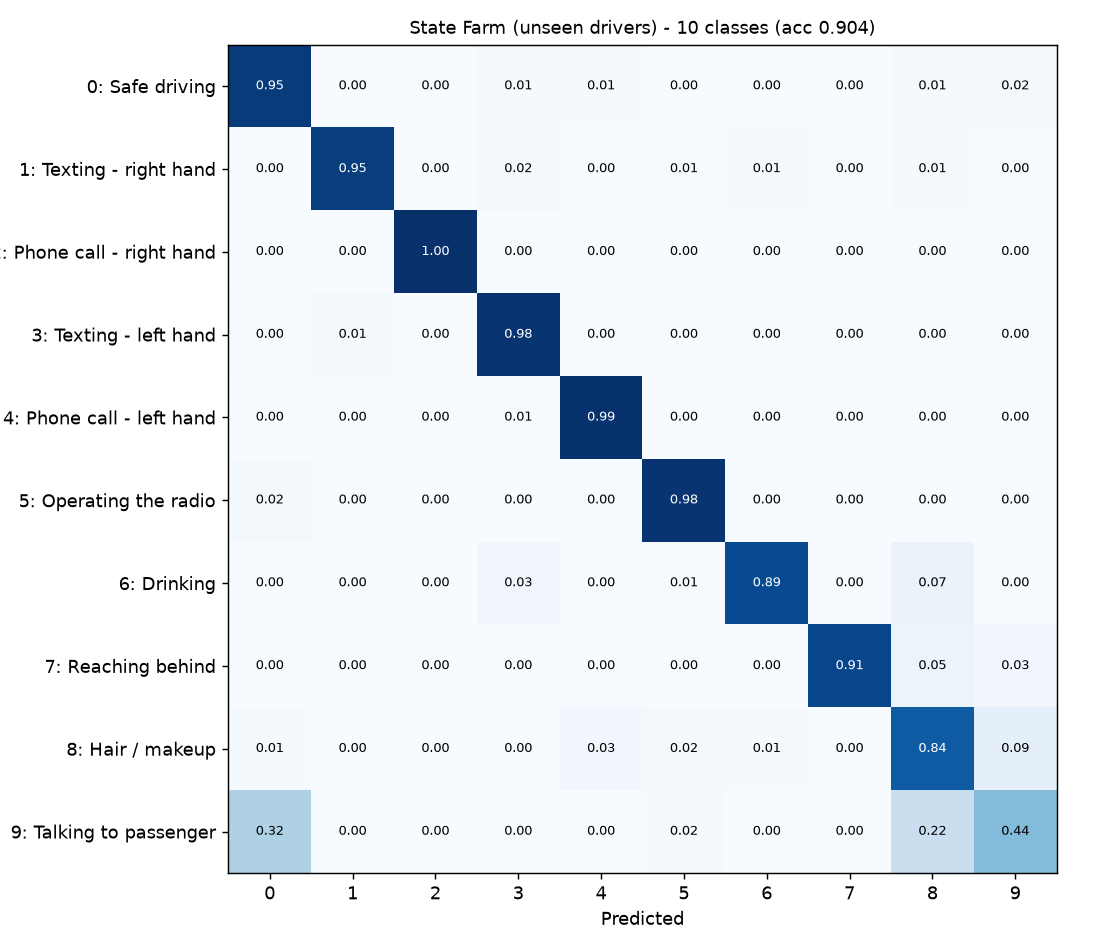 State Farm (unseen drivers) - 10 classes (acc 0.904)
0: Safe driving 0.95 0.00 0.00 0.01 0.01 0.00 0.00 0.00 0.01 0.02
1: Texting - right hand 0.00 0.95 0.00 0.02 0.00 0.01 0.01 0.00 0.01 0.00
: Phone call - right hand 0.00 0.00 1.00 0.00 0.00 0.00 0.00 0.00 0.00 0.00
3: Texting - left hand 0.00 0.01 0.00 0.98 0.00 0.00 0.00 0.00 0.00 0.00
4: Phone call - left hand 0.00 0.00 0.00 0.01 0.99 0.00 0.00 0.00 0.00 0.00
5: Operating the radio 0.02 0.00 0.00 0.00 0.00 0.98 0.00 0.00 0.00 0.00
6: Drinking 0.00 0.00 0.00 0.03 0.00 0.01 0.89 0.00 0.07 0.00
7: Reaching behind 0.00 0.00 0.00 0.00 0.00 0.00 0.00 0.91 0.05 0.03
8: Hair / makeup 0.01 0.00 0.00 0.00 0.03 0.02 0.01 0.00 0.84 0.09
9: Talking to passenger 0.32 0.00 0.00 0.00 0.00 0.02 0.00 0.00 0.22 0.44
0 1 2 3 4 5 6 7 8 9
Predicted